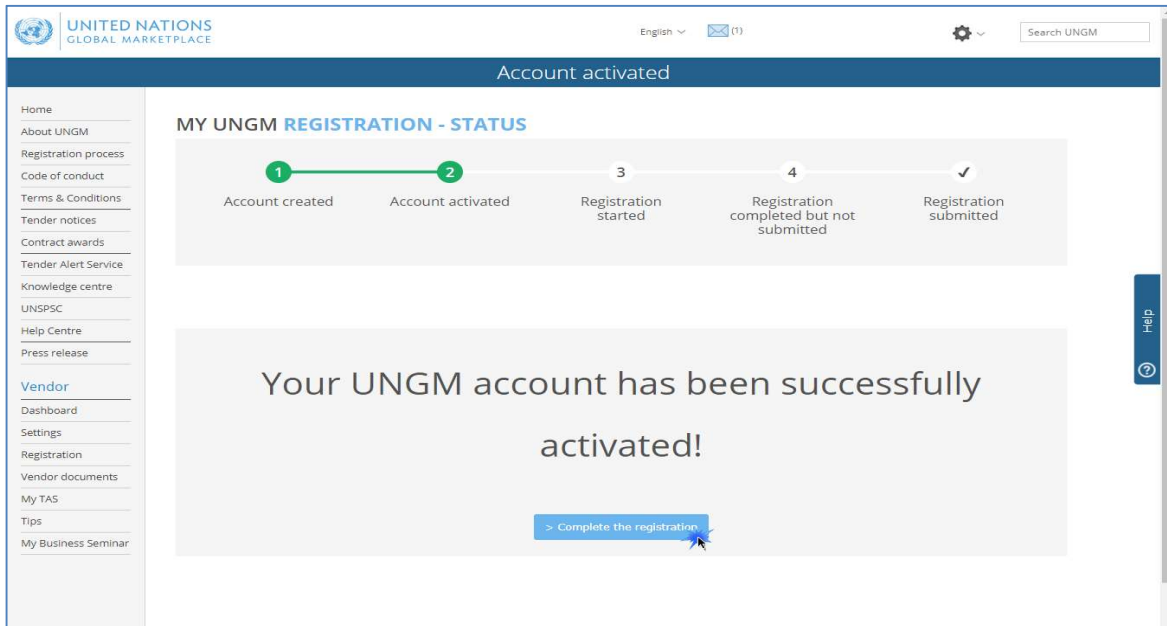 UNITED NATIONS
GLOBAL MARKETPLACE
English
(1)
Search UNGM
Account activated
Home
About UNGM
Registration process
Code of conduct
Terms & Conditions
Tender notices
Contract awards
Tender Alert Service
Knowledge centre
UNSPSC
Help Centre
Press release
Vendor
Dashboard
Settings
Registration
Vendor documents
My TAS
Tips
My Business Seminar
MY UNGM REGISTRATION - STATUS
1
2
3
4
Account created
Account activated
Registration
started
Registration
completed but not
submitted
Registration
submitted
Your UNGM account has been successfully
activated!
> Complete the registration
Help